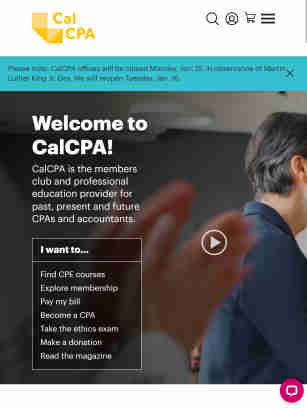 Cal
CPA
Please note: CalCPA offices will be closed Monday, Jan. 15, in observance of Martin
Luther King Jr. Day. We will reopen Tuesday, Jan. 16.
Welcome to
CalCPA!
CalCPA is the members
club and professional
education provider for
past, present and future
CPAs and accountants.
I want to...
Find CPE courses
Explore membership
Pay my bill
Become a CPA
Take the ethics exam
Make a donation
Read the magazine